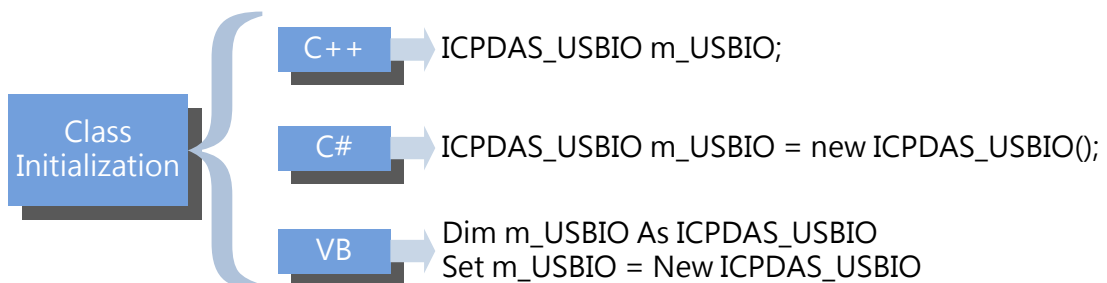 Class
Initialization
C++
ICPDAS_USBIO m_USBIO;
C#
ICPDAS_USBIO m_USBIO = new ICPDAS_USBIO();
VB
Dim m_USBIO As ICPDAS_USBIO
Set m_USBIO = New ICPDAS_USBIO